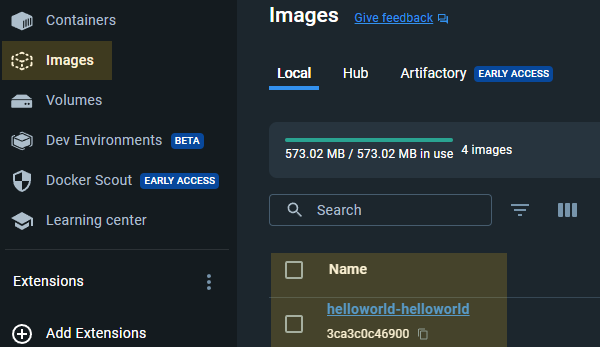 Containers
Images
Volumes
Dev Environments BETA
Docker Scout EARLY ACCESS
Learning center
Extensions
Add Extensions
Images Give feedback
Local Hub Artifactory EARLY ACCESS
573.02 MB / 573.02 MB in use 4 images
Search
Name
helloworld-helloworld
3ca3c0c46900